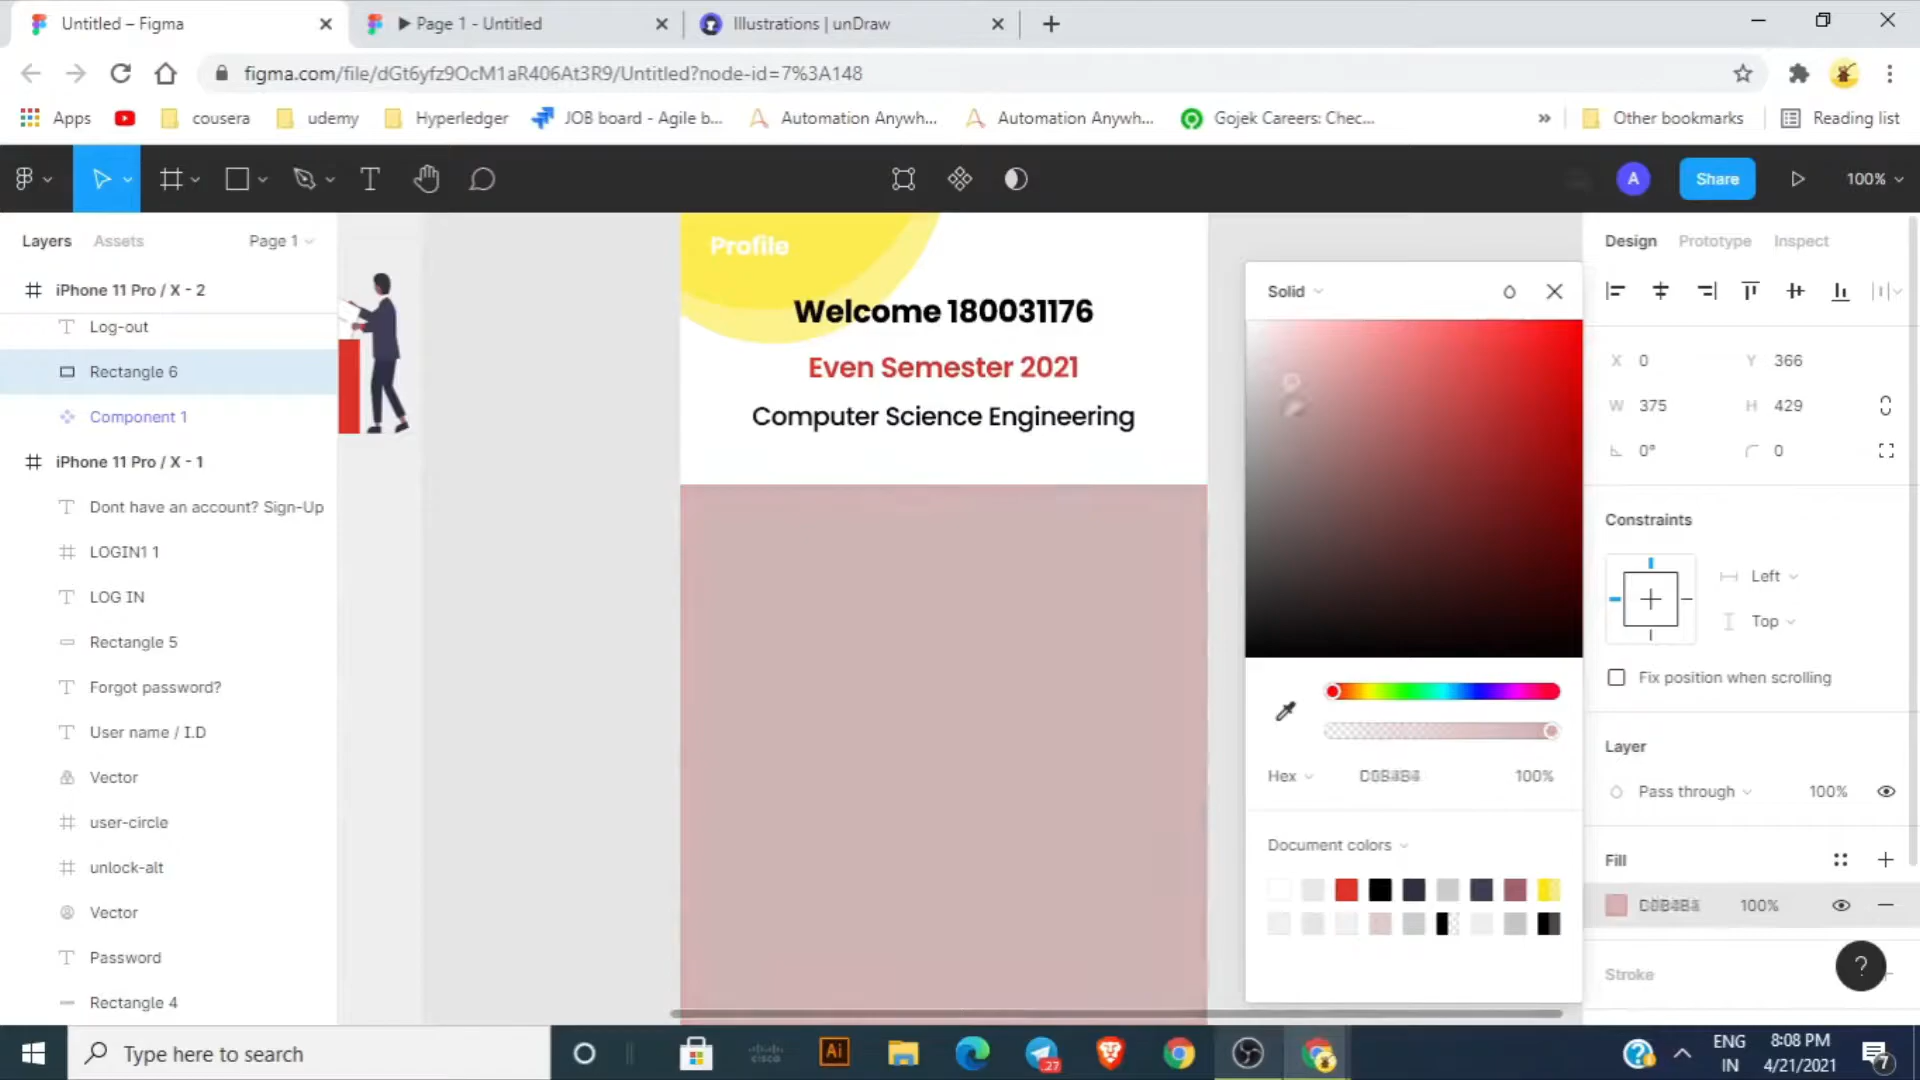 Untitled – Figma
▶ Page 1 - Untitled
Illustrations | unDraw
figma.com/file/dGt6yfz9OcM1aR406At3R9/Untitled?node-id=7%3A148
Apps
cousera
udemy
Hyperledger
JOB board - Agile b...
Automation Anywh...
Automation Anywh...
Gojek Careers: Chec...
»
Other bookmarks
Reading list
A
Share
100%
Layers
Assets
Page 1
iPhone 11 Pro / X - 2
Log-out
Rectangle 6
Component 1
iPhone 11 Pro / X - 1
Dont have an account? Sign-Up
LOGIN1 1
LOG IN
Rectangle 5
Forgot password?
User name / I.D
Vector
user-circle
unlock-alt
Vector
Password
Rectangle 4
Profile
Welcome 180031176
Even Semester 2021
Computer Science Engineering
Solid
Hex
100%
Document colors
Design
Prototype
Inspect
X 0
Y 366
W 375
H 429
0°
0
Constraints
Left
Top
Fix position when scrolling
Layer
Pass through
100%
Fill
100%
Stroke
?
Type here to search
cisco
Ai
27
ENG
IN
8:08 PM
4/21/2021
7